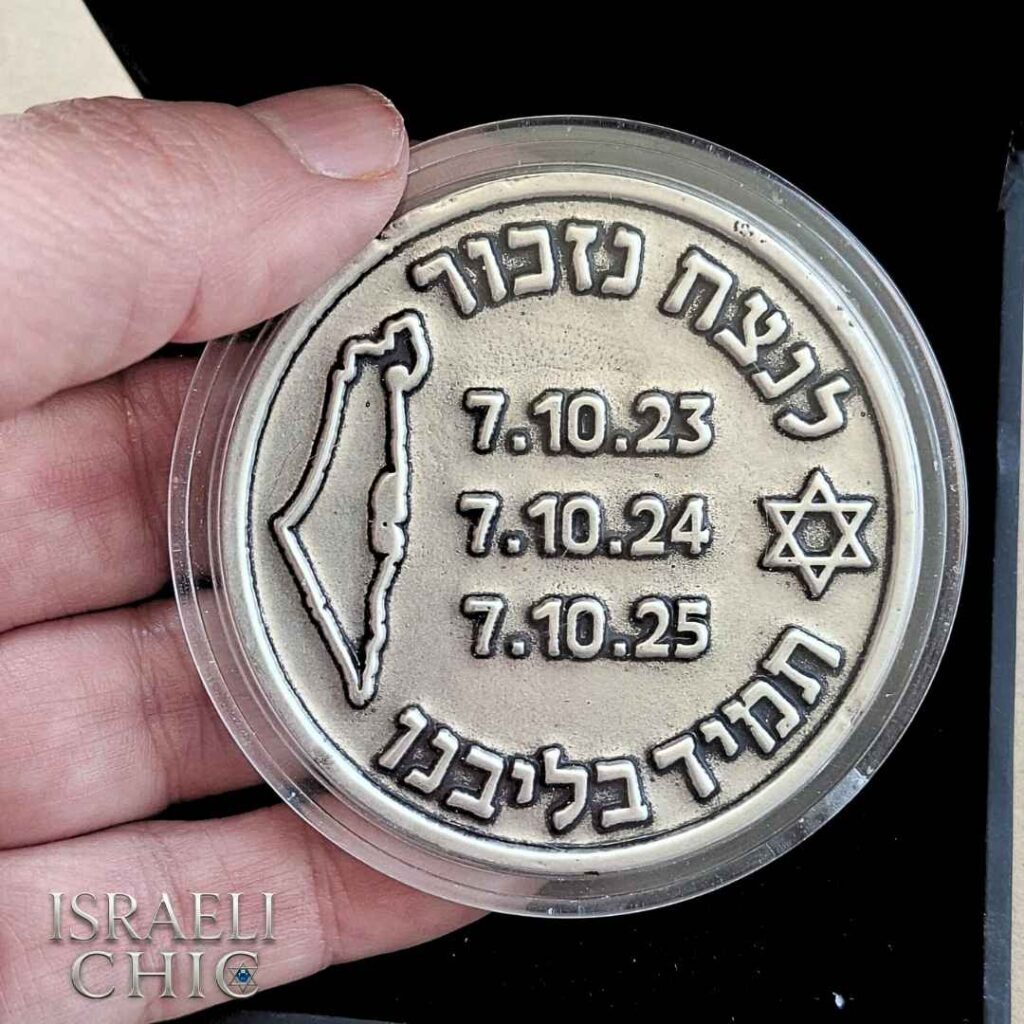 לנצח נזכור
7.10.23
7.10.24
7.10.25
תמיד בליבנו
ISRAELI
CHIC